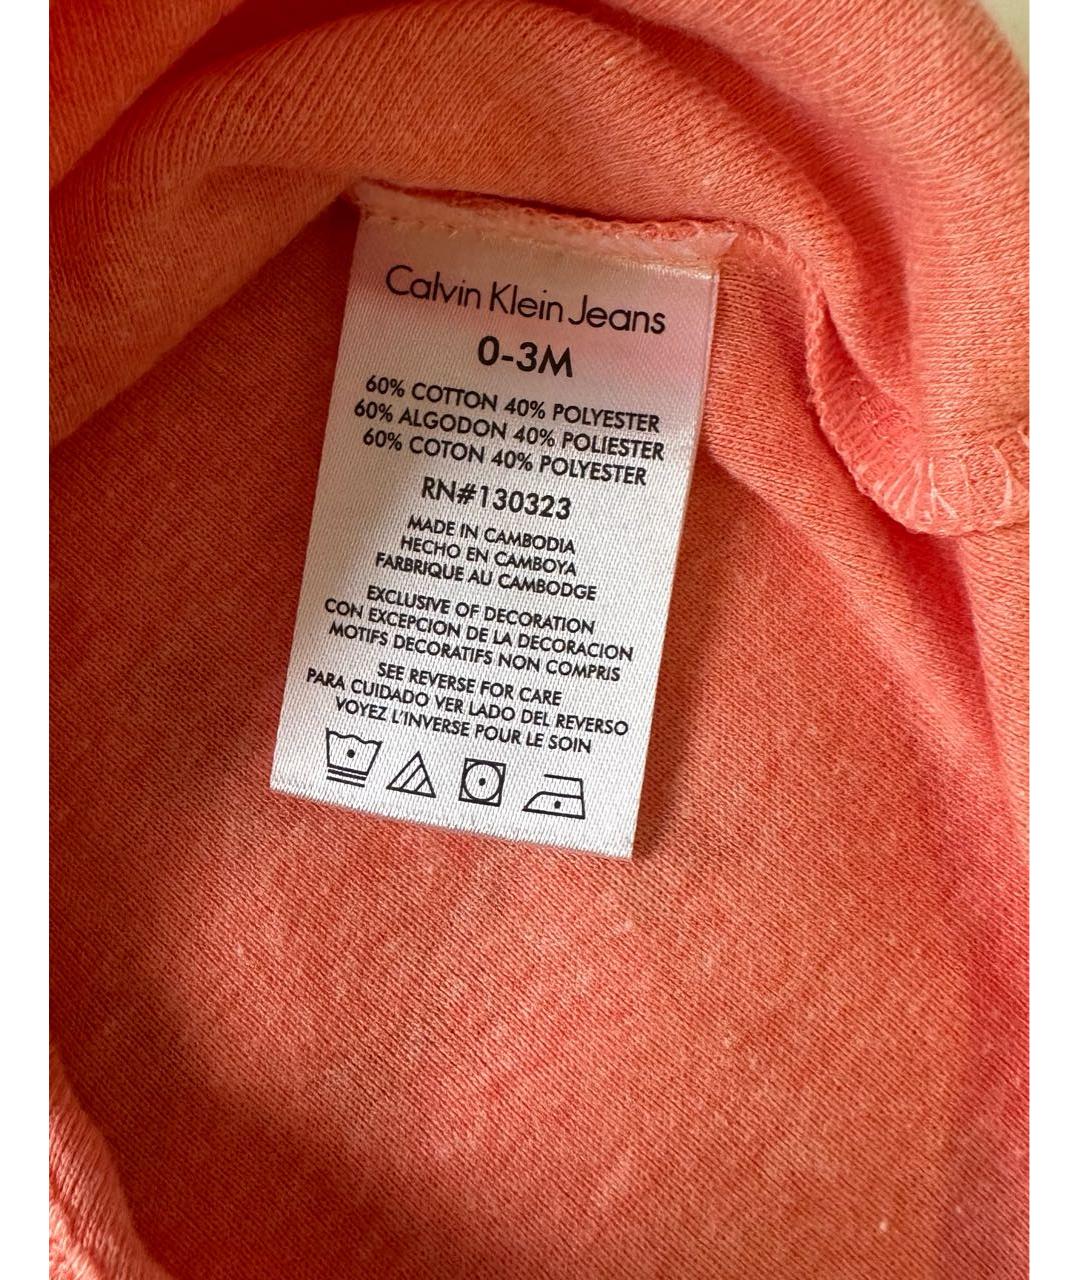 Calvin Klein Jeans
0-3M
60% COTTON 40% POLYESTER
60% ALGODON 40% POLIESTER
60% COTON 40% POLYESTER
RN#130323
MADE IN CAMBODIA
HECHO EN CAMBOYA
FARBRIQUE AU CAMBODGE
EXCLUSIVE OF DECORATION
CON EXCEPCION DE LA DECORACION
MOTIFS DECORATIFS NON COMPRIS
SEE REVERSE FOR CARE
PARA CUIDADO VER LADO DEL REVERSO
VOYEZ L'INVERSE POUR LE SOIN